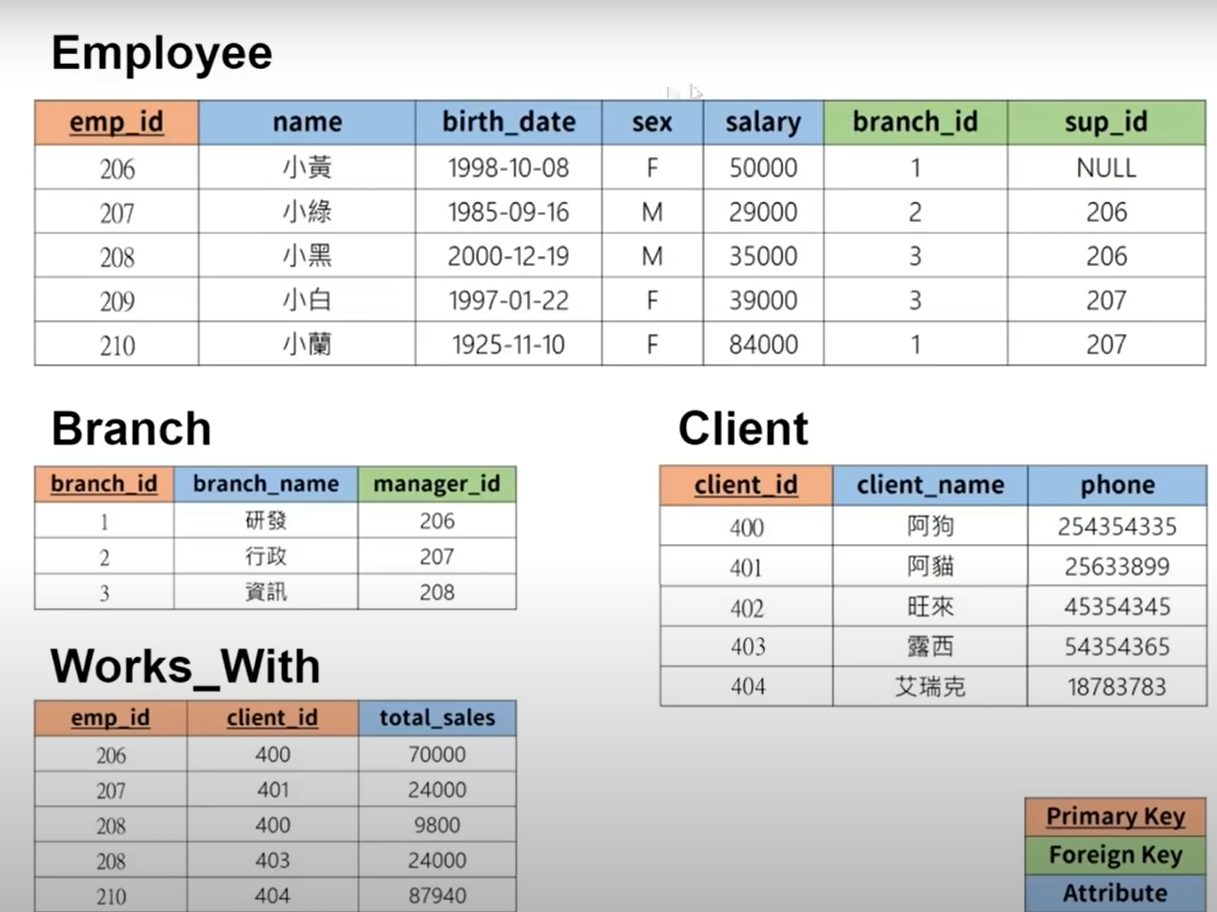 Employee
emp_id name birth_date sex salary branch_id sup_id
206 小黃 1998-10-08 F 50000 1 NULL
207 小綠 1985-09-16 M 29000 2 206
208 小黑 2000-12-19 M 35000 3 206
209 小白 1997-01-22 F 39000 3 207
210 小蘭 1925-11-10 F 84000 1 207
Branch
branch_id branch_name manager_id
1 研發 206
2 行政 207
3 資訊 208
Client
client_id client_name phone
400 阿狗 254354335
401 阿貓 25633899
402 旺來 45354345
403 露西 54354365
404 艾瑞克 18783783
Works_With
emp_id client_id total_sales
206 400 70000
207 401 24000
208 400 9800
208 403 24000
210 404 87940
Primary Key
Foreign Key
Attribute